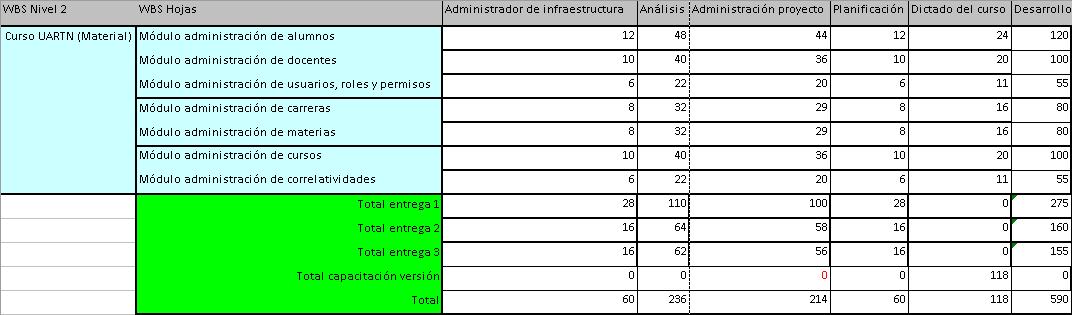 WBS Nivel 2 WBS Hojas Administrador de infraestructura Análisis Administración proyecto Planificación Dictado del curso Desarrollo
Curso UARTN (Material) Módulo administración de alumnos 12 48 44 12 24 120
Módulo administración de docentes 10 40 36 10 20 100
Módulo administración de usuarios, roles y permisos 6 22 20 6 11 55
Módulo administración de carreras 8 32 29 8 16 80
Módulo administración de materias 8 32 29 8 16 80
Módulo administración de cursos 10 40 36 10 20 100
Módulo administración de correlatividades 6 22 20 6 11 55
Total entrega 1 28 110 100 28 0 275
Total entrega 2 16 64 58 16 0 160
Total entrega 3 16 62 56 16 0 155
Total capacitación versión 0 0 0 0 118 0
Total 60 236 214 60 118 590